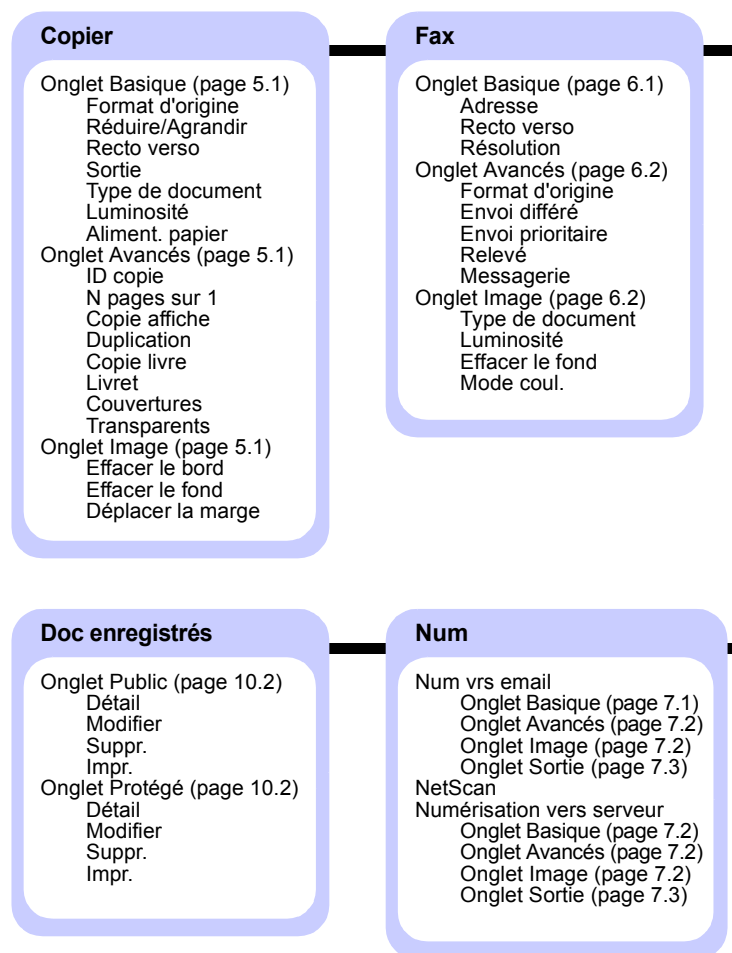 Copier
Onglet Basique (page 5.1)
Format d'origine
Réduire/Agrandir
Recto verso
Sortie
Type de document
Luminosité
Aliment. papier
Onglet Avancés (page 5.1)
ID copie
N pages sur 1
Copie affiche
Duplication
Copie livre
Livret
Couvertures
Transparents
Onglet Image (page 5.1)
Effacer le bord
Effacer le fond
Déplacer la marge
Fax
Onglet Basique (page 6.1)
Adresse
Recto verso
Résolution
Onglet Avancés (page 6.2)
Format d'origine
Envoi différé
Envoi prioritaire
Relevé
Messagerie
Onglet Image (page 6.2)
Type de document
Luminosité
Effacer le fond
Mode coul.
Doc enregistrés
Onglet Public (page 10.2)
Détail
Modifier
Suppr.
Impr.
Onglet Protégé (page 10.2)
Détail
Modifier
Suppr.
Impr.
Num
Num vrs email
Onglet Basique (page 7.1)
Onglet Avancés (page 7.2)
Onglet Image (page 7.2)
Onglet Sortie (page 7.3)
NetScan
Numérisation vers serveur
Onglet Basique (page 7.2)
Onglet Avancés (page 7.2)
Onglet Image (page 7.2)
Onglet Sortie (page 7.3)